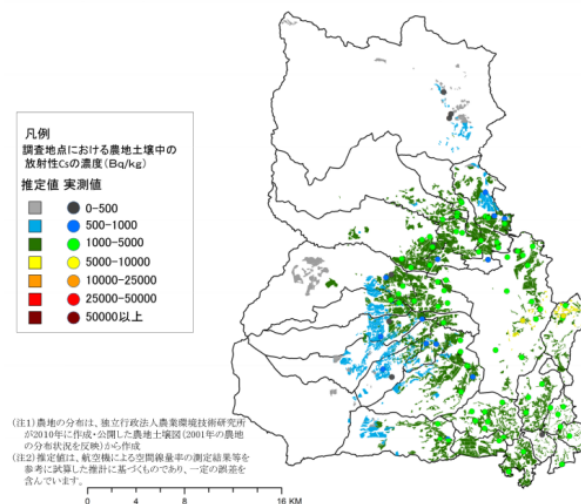 凡例
調査地点における農地土壌中の
放射性Csの濃度(Bq/kg)
推定値 実測値
0-500
500-1000
1000-5000
5000-10000
10000-25000
25000-50000
50000以上
(注1)農地の分布は、独立行政法人農業環境技術研究所
が2010年に作成・公開した農地土壌図(2001年の農地
の分布状況を反映)から作成
(注2)推定値は、航空機による空間線量率の測定結果等を
参考に試算した推計に基づくものであり、一定の誤差を
含んでいます。
0 4 8 16 KM